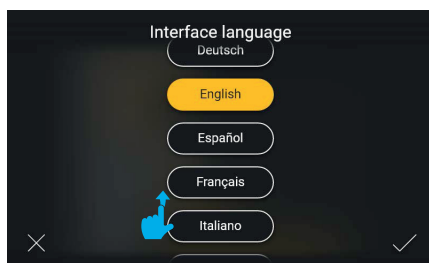 Interface language
Deutsch
English
Español
Français
Italiano